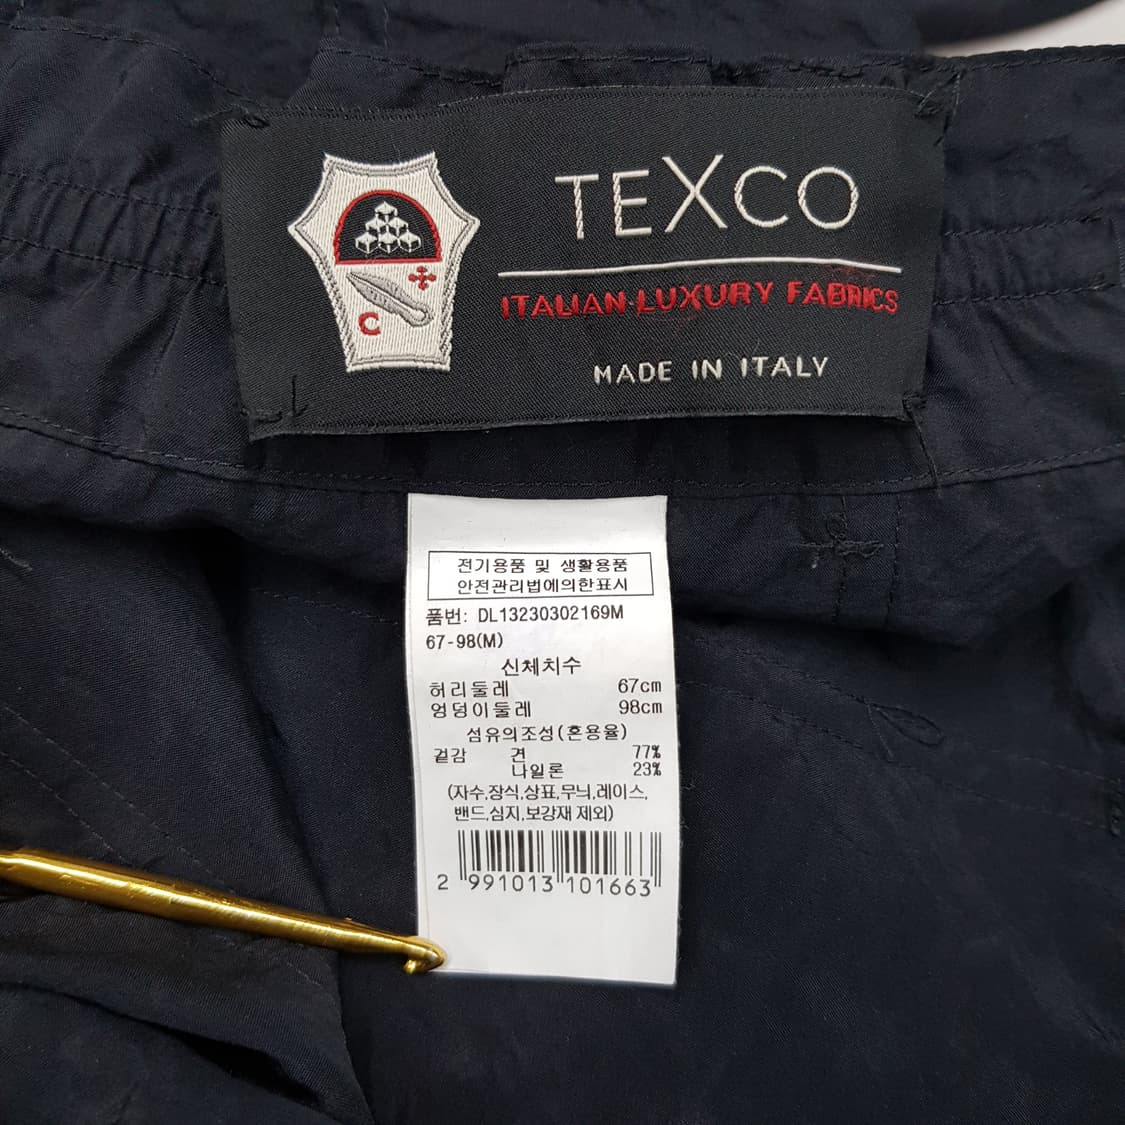 C
TEXCO
ITALIAN LUXURY FABRICS
MADE IN ITALY
전기용품 및 생활용품
안전관리법에의한표시
품번: DL13230302169M
67-98(M)
신체치수
허리둘레 67cm
엉덩이둘레 98cm
섬유의조성(혼용율)
겉감 견 77%
나일론 23%
(자수,장식,상표,무늬,레이스,
밴드,심지,보강재 제외)
2 991013 101663